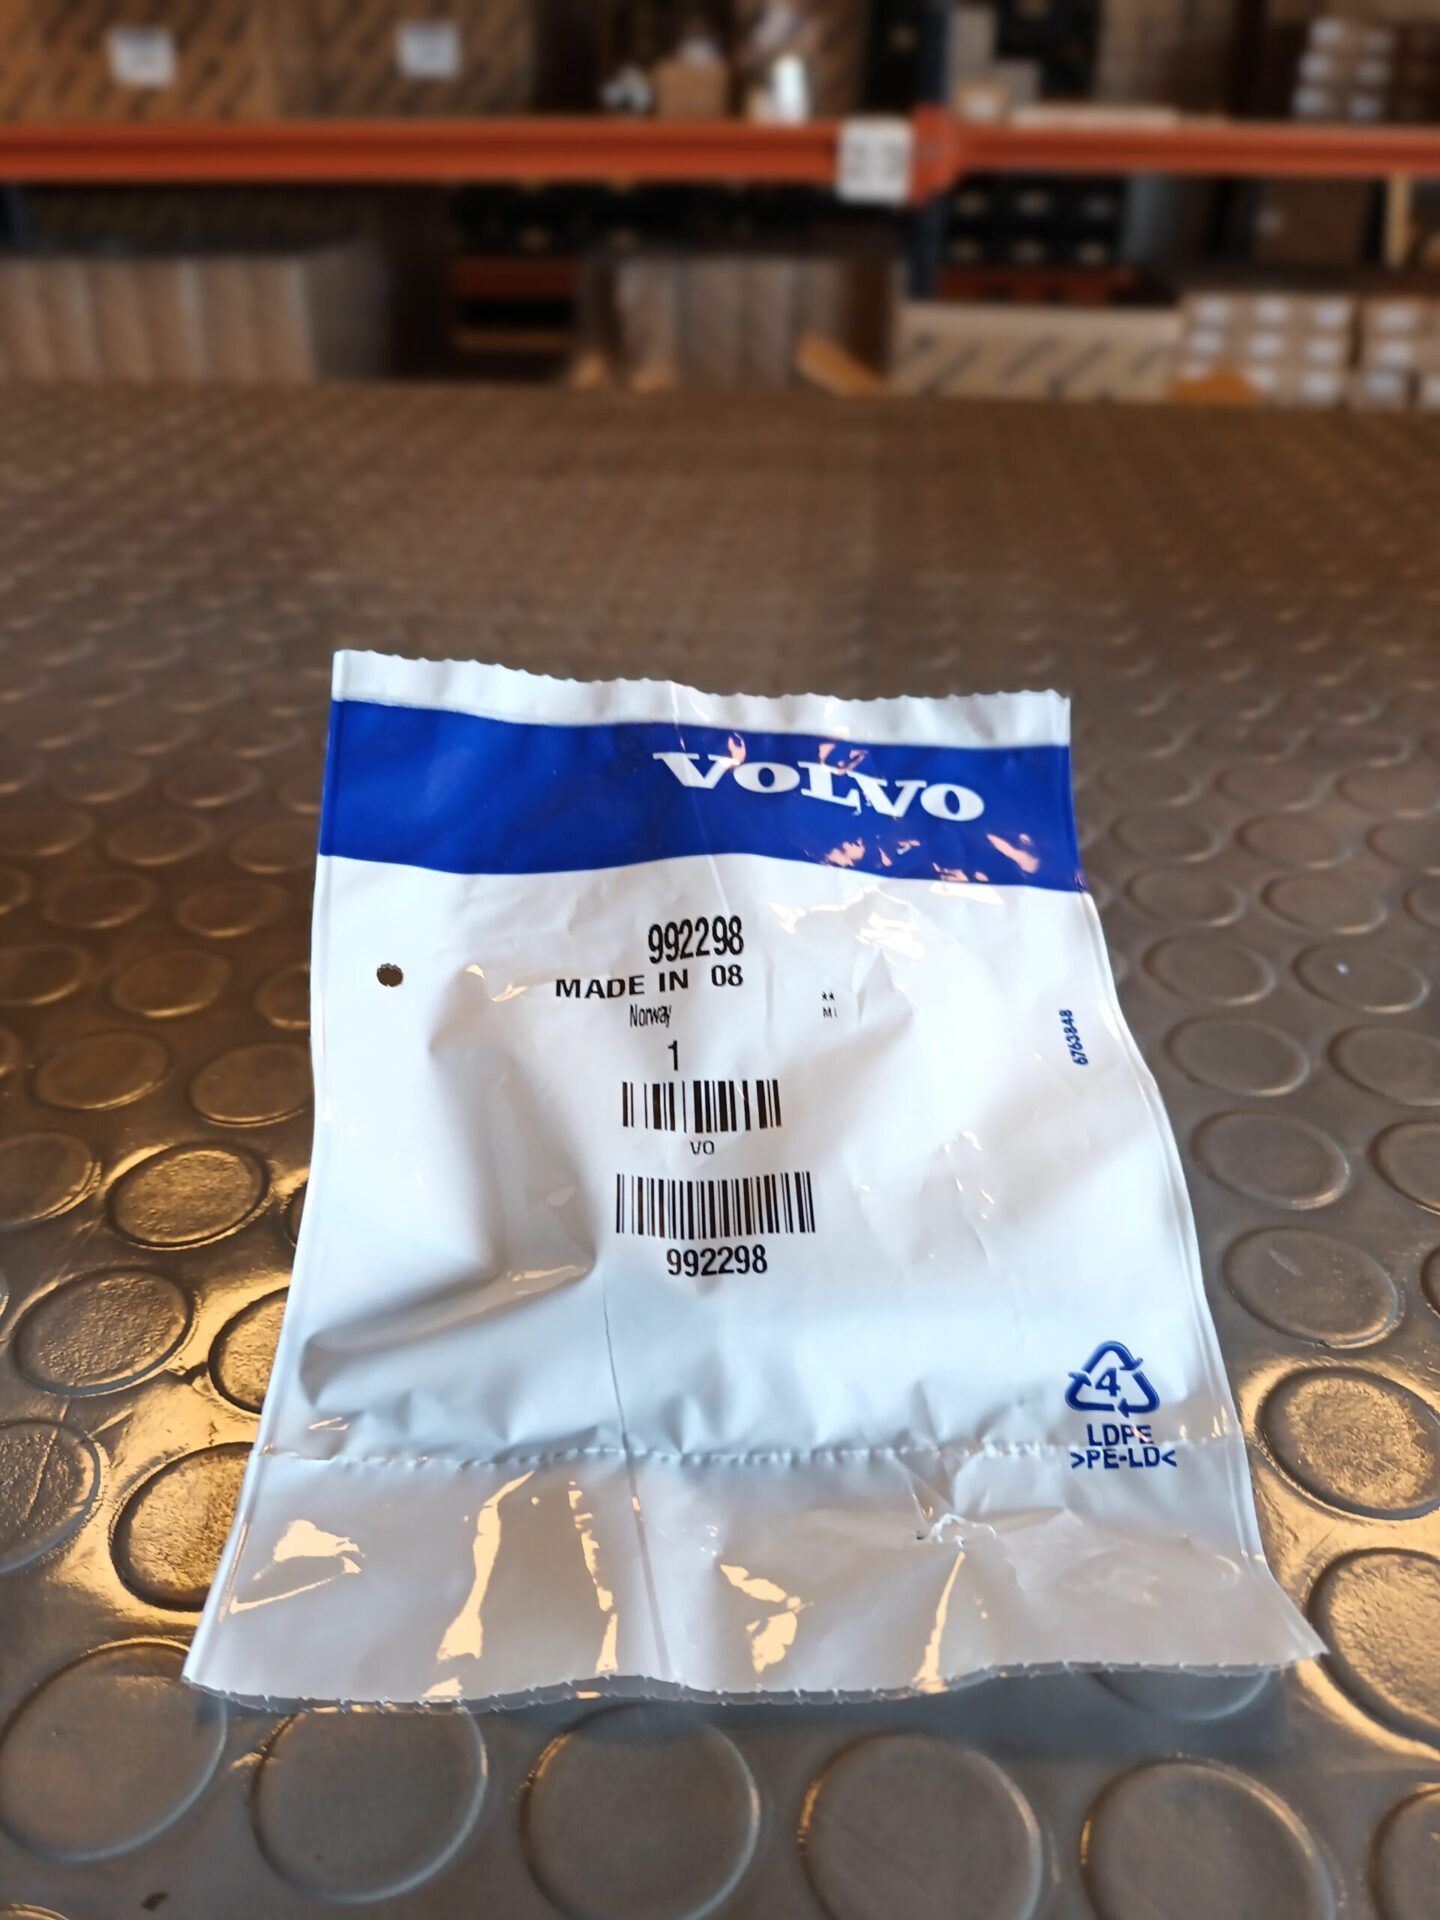 VOLVO
992298
MADE IN 08
Norway
1
VO
992298
6763848
4
LDPE
>PE-LD<